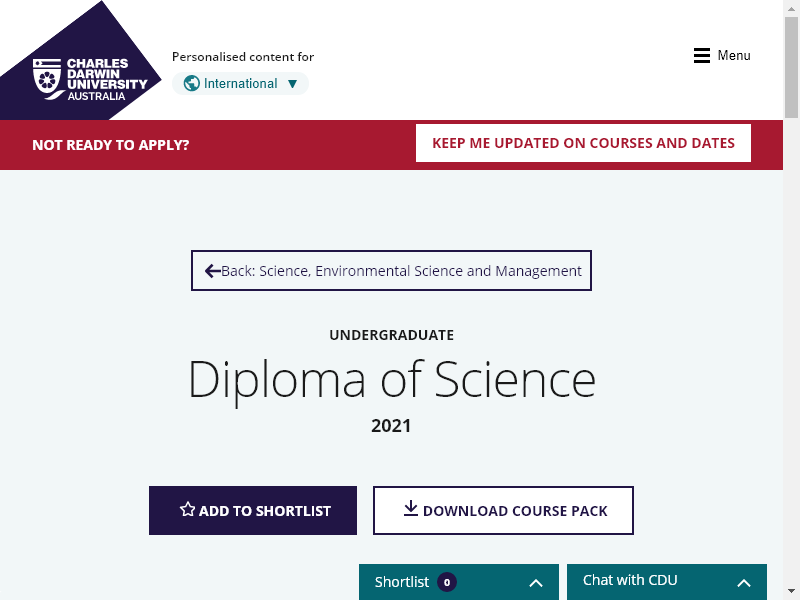 CHARLES
DARWIN
UNIVERSITY
AUSTRALIA
Personalised content for
International
Menu
NOT READY TO APPLY?
KEEP ME UPDATED ON COURSES AND DATES
Back: Science, Environmental Science and Management
UNDERGRADUATE
Diploma of Science
2021
ADD TO SHORTLIST
DOWNLOAD COURSE PACK
Shortlist 0
Chat with CDU